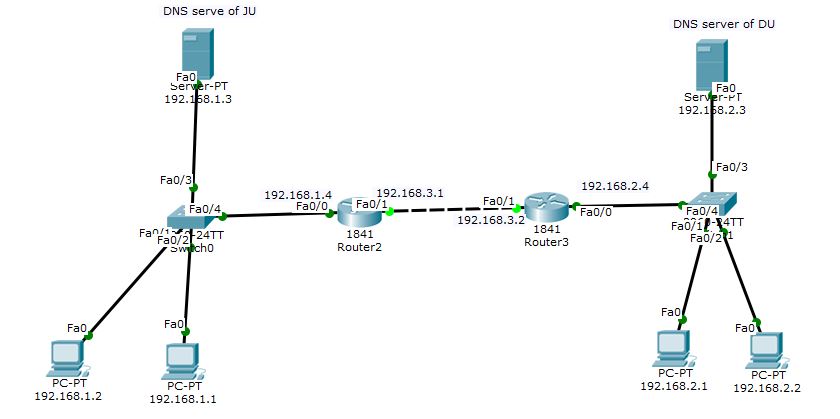 DNS serve of JU
DNS server of DU
Fa0
Server-PT
192.168.1.3
Fa0
Server-PT
192.168.2.3
Fa0/3
Fa0/3
192.168.1.4
192.168.3.1
192.168.2.4
Fa0/4
Fa0/0
Fa0/1
Fa0/1
192.168.3.2
Fa0/0
Fa0/4
Fa0/1
Fa0/2
24TT
Switch0
1841
Router2
1841
Router3
Fa0/1
Fa0/2
24TT
Fa0
Fa0
Fa0
Fa0
PC-PT
192.168.1.2
PC-PT
192.168.1.1
PC-PT
192.168.2.1
PC-PT
192.168.2.2